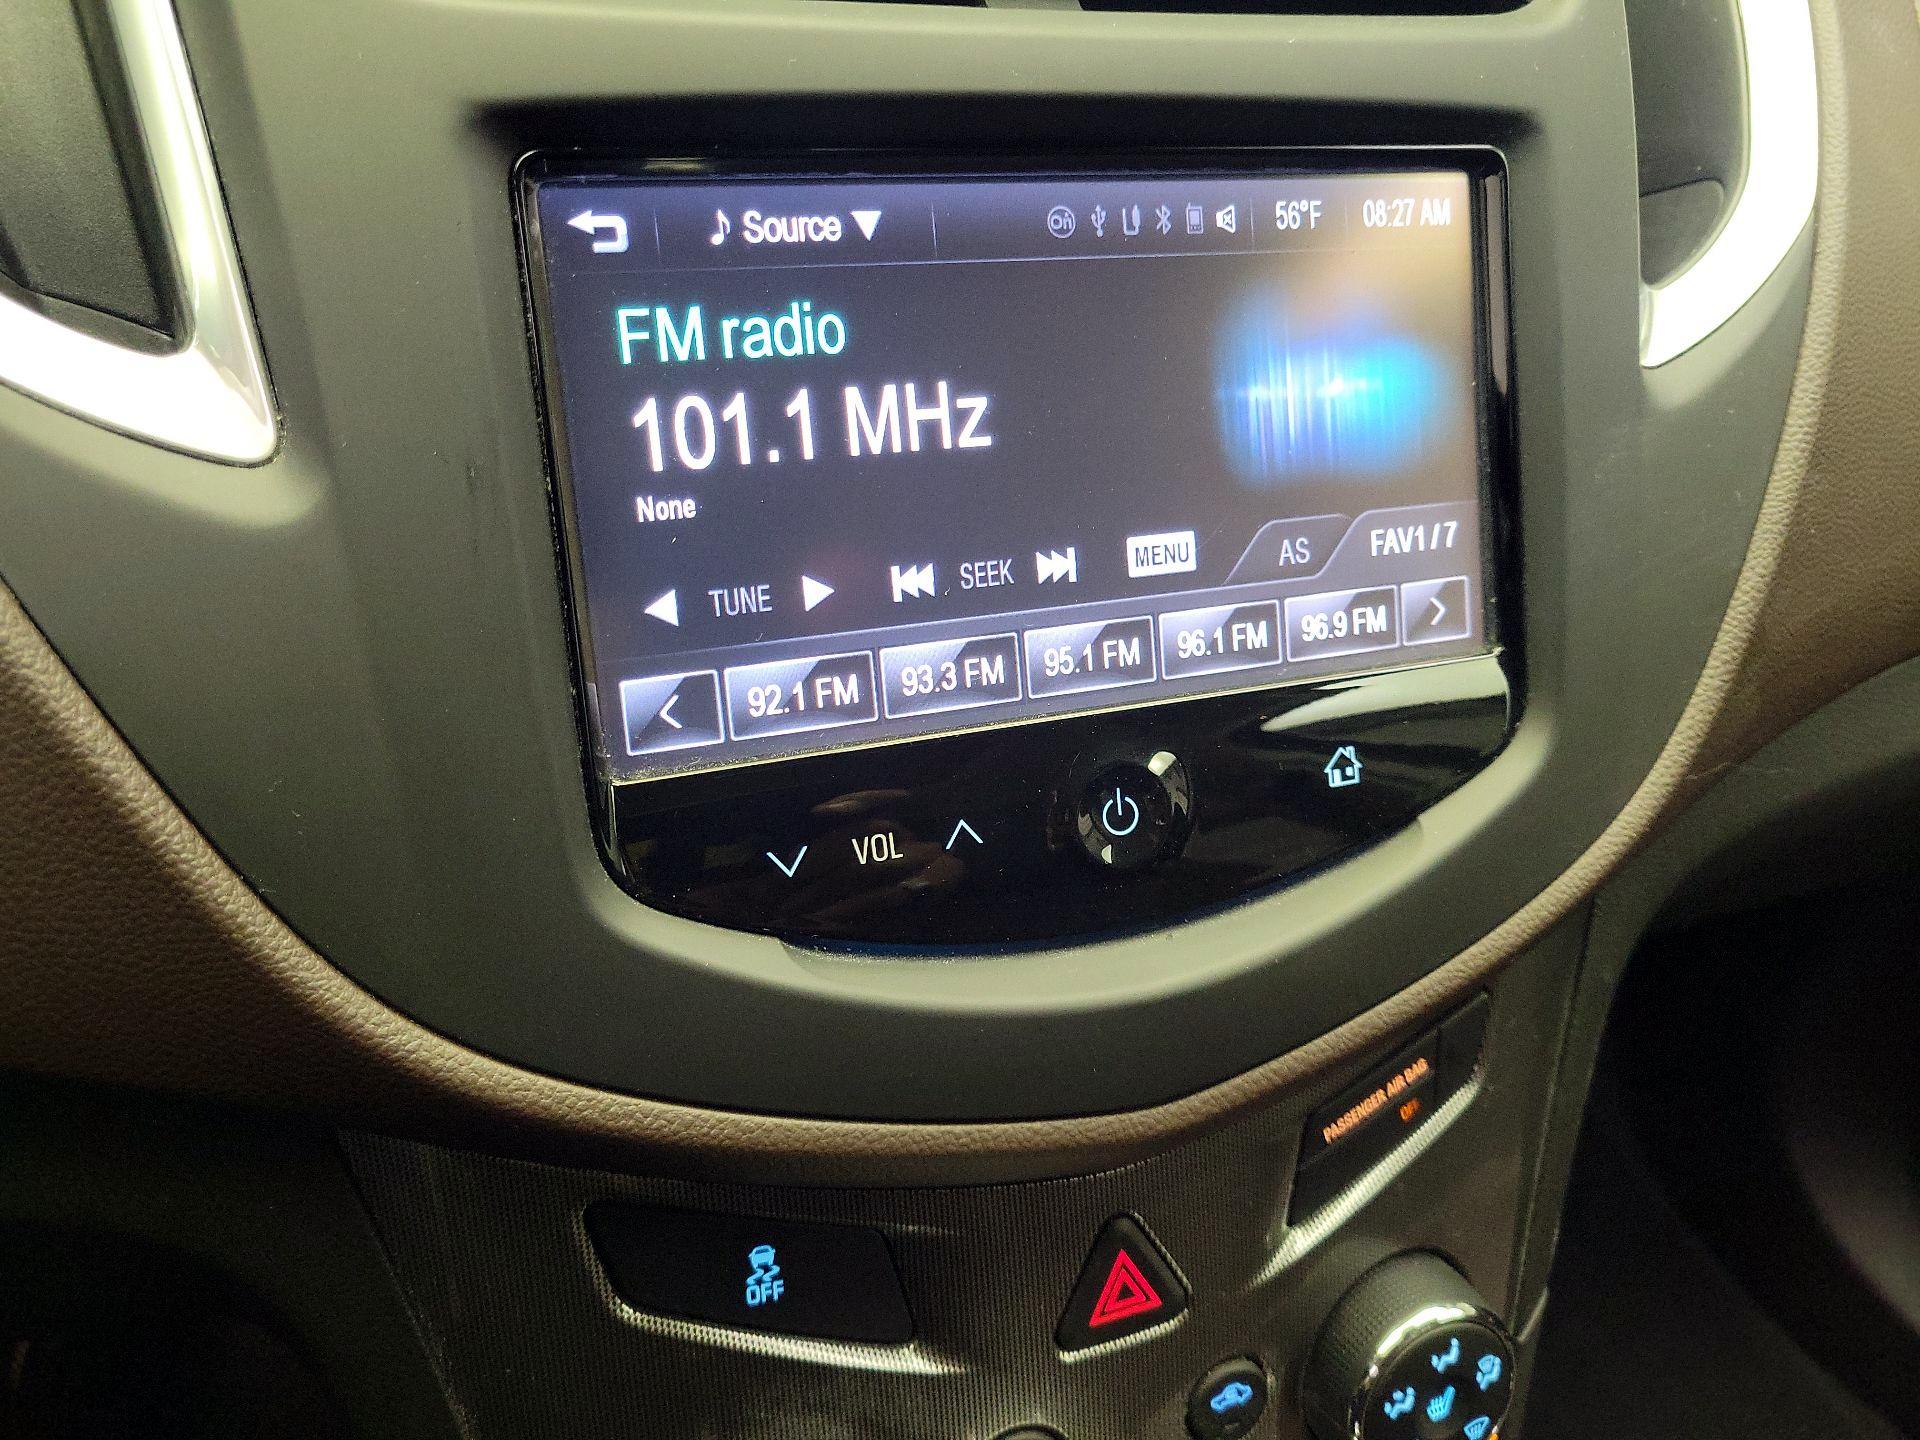 Source 56°F 08:27 AM
FM radio
101.1 MHz
None
TUNE SEEK MENU AS FAV1/7
92.1 FM 93.3 FM 95.1 FM 96.1 FM 96.9 FM
VOL
PASSENGER AIR BAG
OFF
OFF